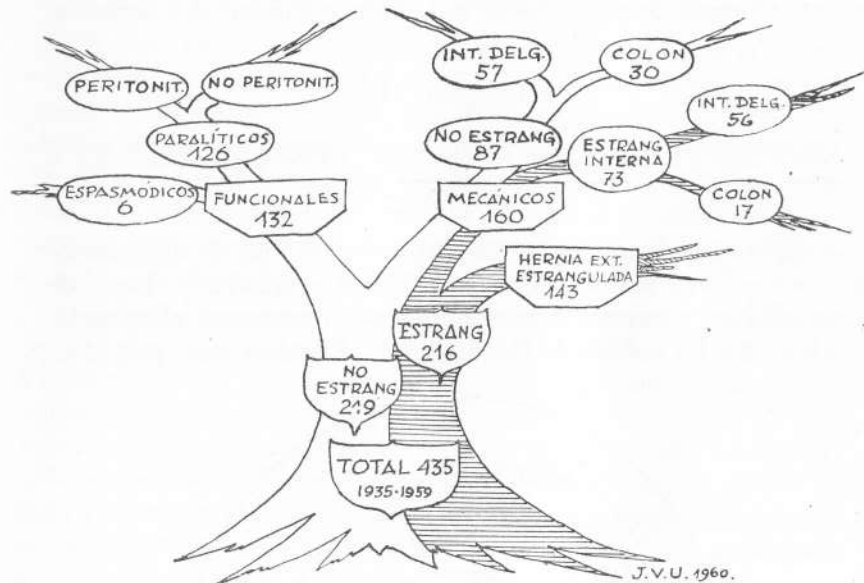 PERITONIT.
NO PERITONIT.
PARALÍTICOS
126
ESPASMÓDICOS
6
FUNCIONALES
132
INT. DELG.
57
COLON
30
NO ESTRANG
87
MECÁNICOS
160
ESTRANG
INTERNA
73
INT. DELG.
56
COLON
17
HERNIA EXT.
ESTRANGULADA
143
ESTRANG
216
NO
ESTRANG
219
TOTAL 435
1935-1959
J.V.U. 1960.